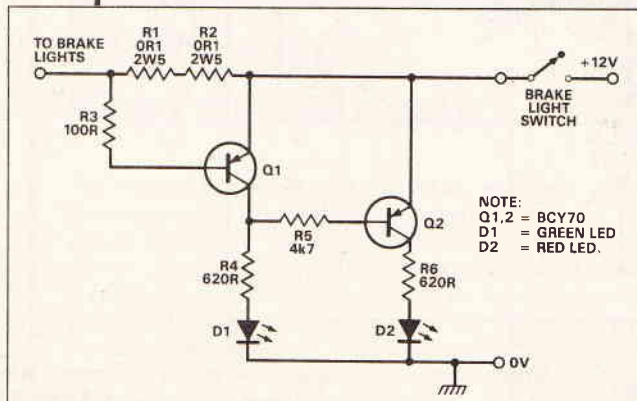 TO BRAKE
LIGHTS
R1
0R1
2W5
R2
0R1
2W5
+12V
BRAKE
LIGHT
SWITCH
R3
100R
Q1
Q2
NOTE:
Q1,2 = BCY70
D1 = GREEN LED
D2 = RED LED.
R5
4k7
R4
620R
R6
620R
D1
D2
0V